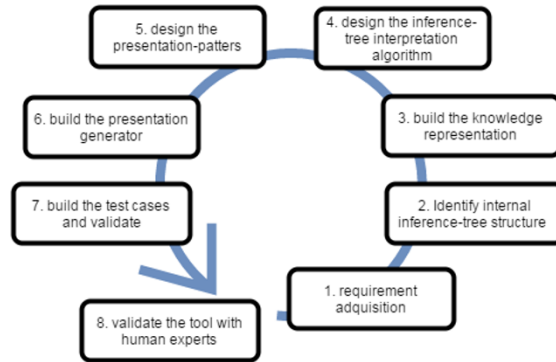 5. design the
presentation-patters
4. design the inference-
tree interpretation
algorithm
6. build the presentation
generator
3. build the knowledge
representation
7. build the test cases
and validate
2. Identify internal
inference-tree structure
1. requirement
adquisition
8. validate the tool with
human experts